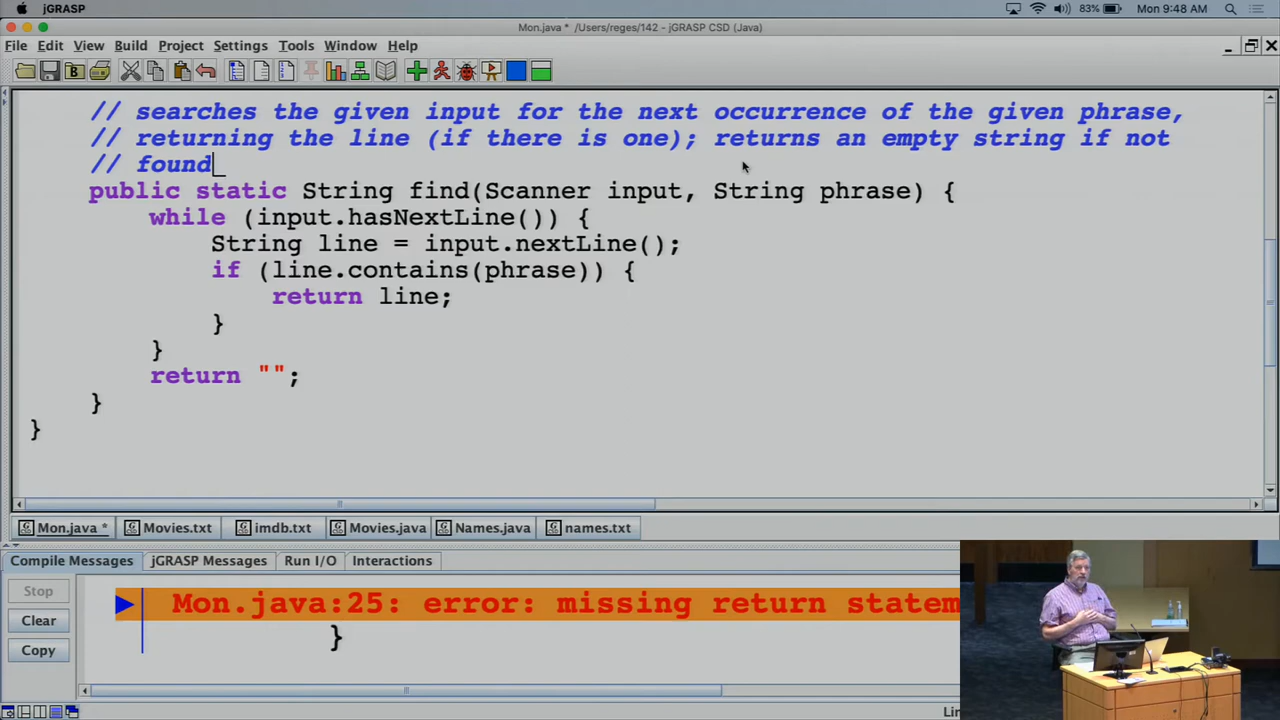 jGRASP
83%
Mon 9:48 AM
Mon.java * /Users/reges/142 - jGRASP CSD (Java)
File Edit View Build Project Settings Tools Window Help
// searches the given input for the next occurrence of the given phrase,
// returning the line (if there is one); returns an empty string if not
// found
public static String find(Scanner input, String phrase) {
while (input.hasNextLine()) {
String line = input.nextLine();
if (line.contains(phrase)) {
return line;
}
}
return "";
}
}
Mon.java * Movies.txt imdb.txt Movies.java Names.java names.txt
Compile Messages jGRASP Messages Run I/O Interactions
Stop
Clear
Copy
Mon.java:25: error: missing return statem
}
Lin